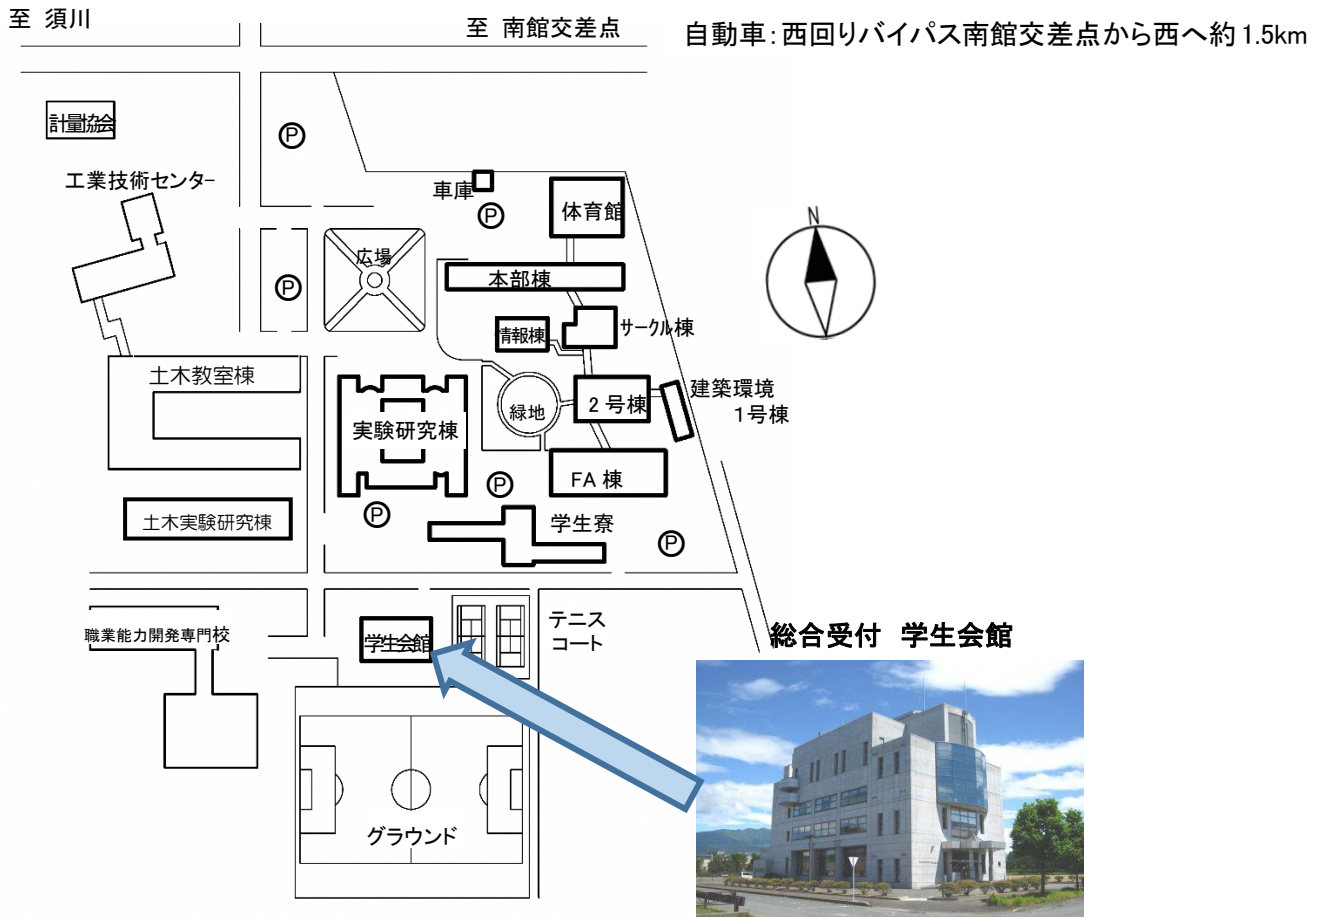 至 須川
至 南館交差点
自動車：西回りバイパス南館交差点から西へ約1.5km
計量協会
P
工業技術センター
車庫
P
体育館
N
広場
本部棟
P
サークル棟
情報棟
土木教室棟
建築環境
1号棟
2号棟
緑地
実験研究棟
FA棟
P
P
土木実験研究棟
学生寮
P
テニス
コート
職業能力開発専門校
学生会館
総合受付 学生会館
グラウンド